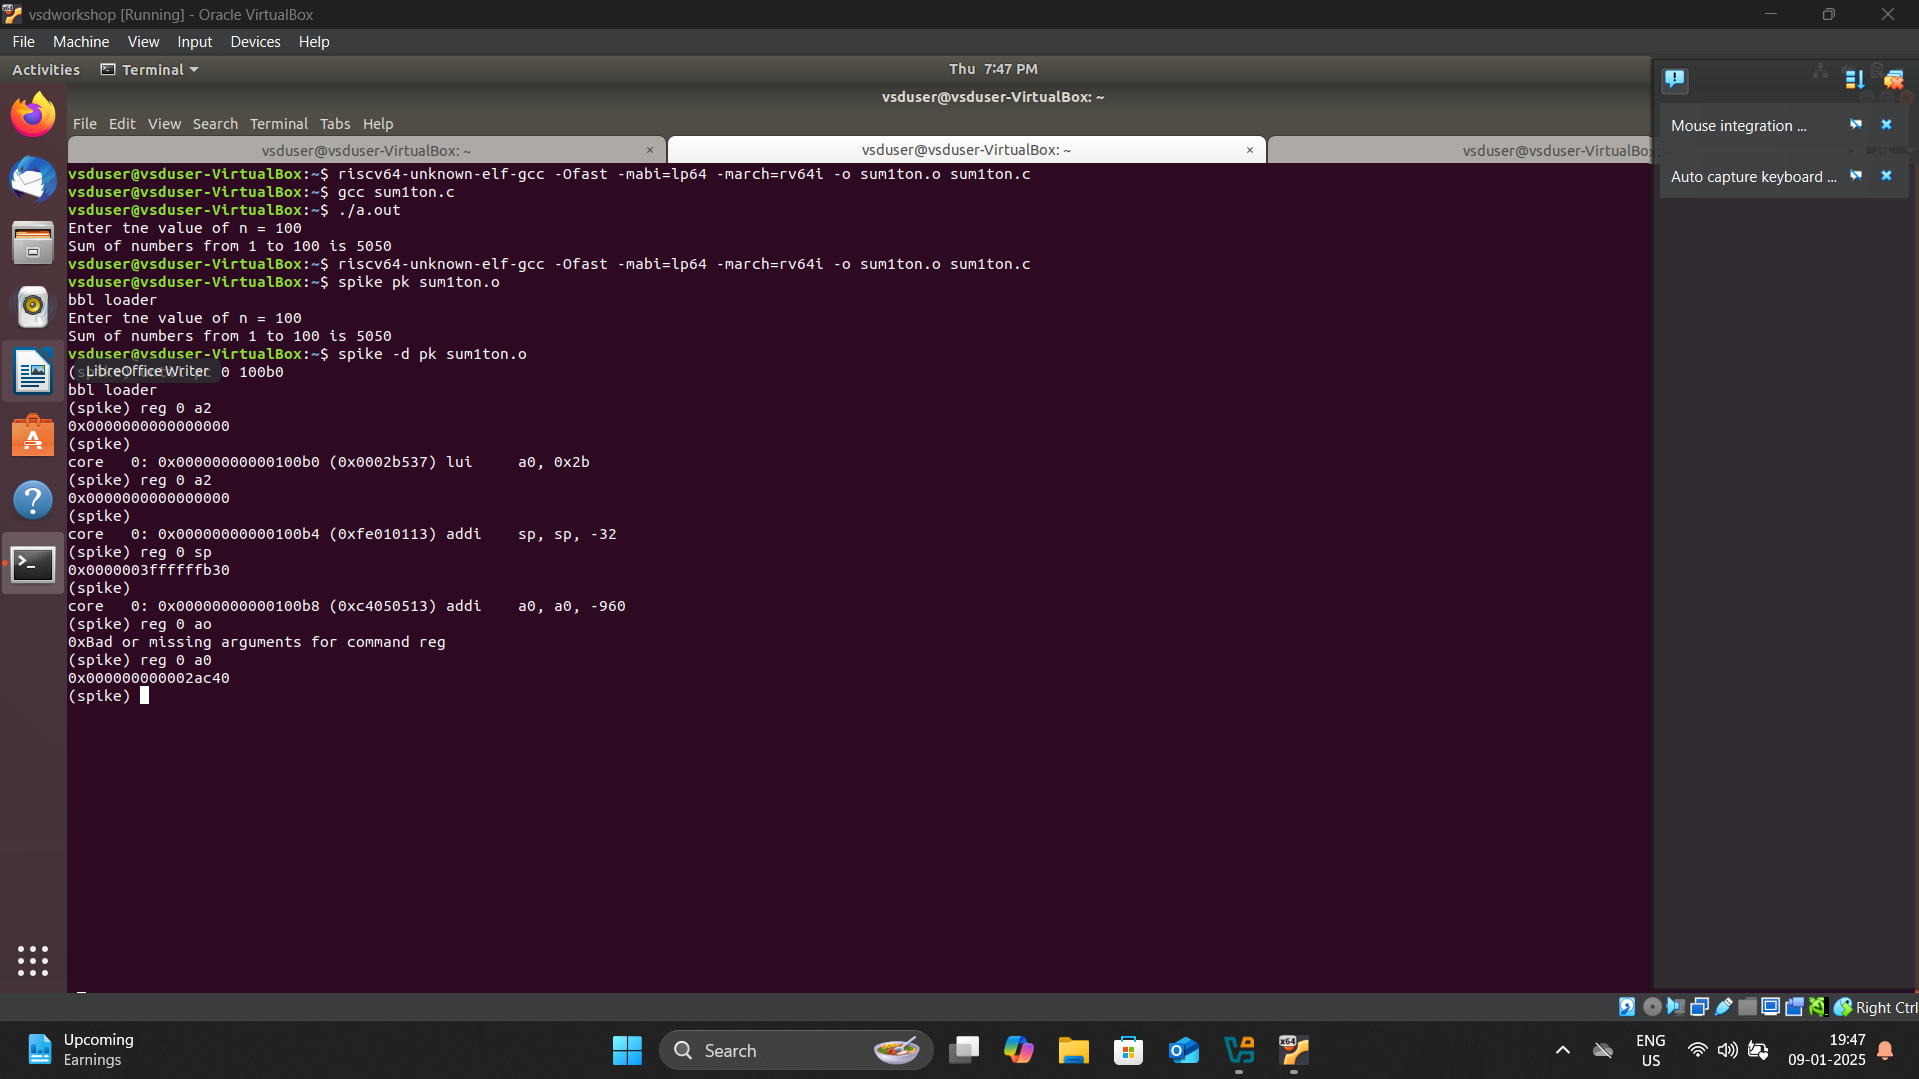 vsdworkshop [Running] - Oracle VirtualBox
File Machine View Input Devices Help
Activities Terminal Thu 7:47 PM
vsduser@vsduser-VirtualBox: ~
File Edit View Search Terminal Tabs Help
vsduser@vsduser-VirtualBox: ~ × vsduser@vsduser-VirtualBox: ~ × vsduser@vsduser-VirtualBox: ~
Mouse integration ...
Auto capture keyboard ...
vsduser@vsduser-VirtualBox:~$ riscv64-unknown-elf-gcc -Ofast -mabi=lp64 -march=rv64i -o sum1ton.o sum1ton.c
vsduser@vsduser-VirtualBox:~$ gcc sum1ton.c
vsduser@vsduser-VirtualBox:~$ ./a.out
Enter tne value of n = 100
Sum of numbers from 1 to 100 is 5050
vsduser@vsduser-VirtualBox:~$ riscv64-unknown-elf-gcc -Ofast -mabi=lp64 -march=rv64i -o sum1ton.o sum1ton.c
vsduser@vsduser-VirtualBox:~$ spike pk sum1ton.o
bbl loader
Enter tne value of n = 100
Sum of numbers from 1 to 100 is 5050
vsduser@vsduser-VirtualBox:~$ spike -d pk sum1ton.o
LibreOffice Writer 0 100b0
bbl loader
(spike) reg 0 a2
0x0000000000000000
(spike)
core   0: 0x00000000000100b0 (0x0002b537) lui     a0, 0x2b
(spike) reg 0 a2
0x0000000000000000
(spike)
core   0: 0x00000000000100b4 (0xfe010113) addi    sp, sp, -32
(spike) reg 0 sp
0x0000003ffffffb30
(spike)
core   0: 0x00000000000100b8 (0xc4050513) addi    a0, a0, -960
(spike) reg 0 ao
0xBad or missing arguments for command reg
(spike) reg 0 a0
0x000000000002ac40
(spike)
Right Ctrl
Upcoming
Earnings
Search
ENG
US
19:47
09-01-2025